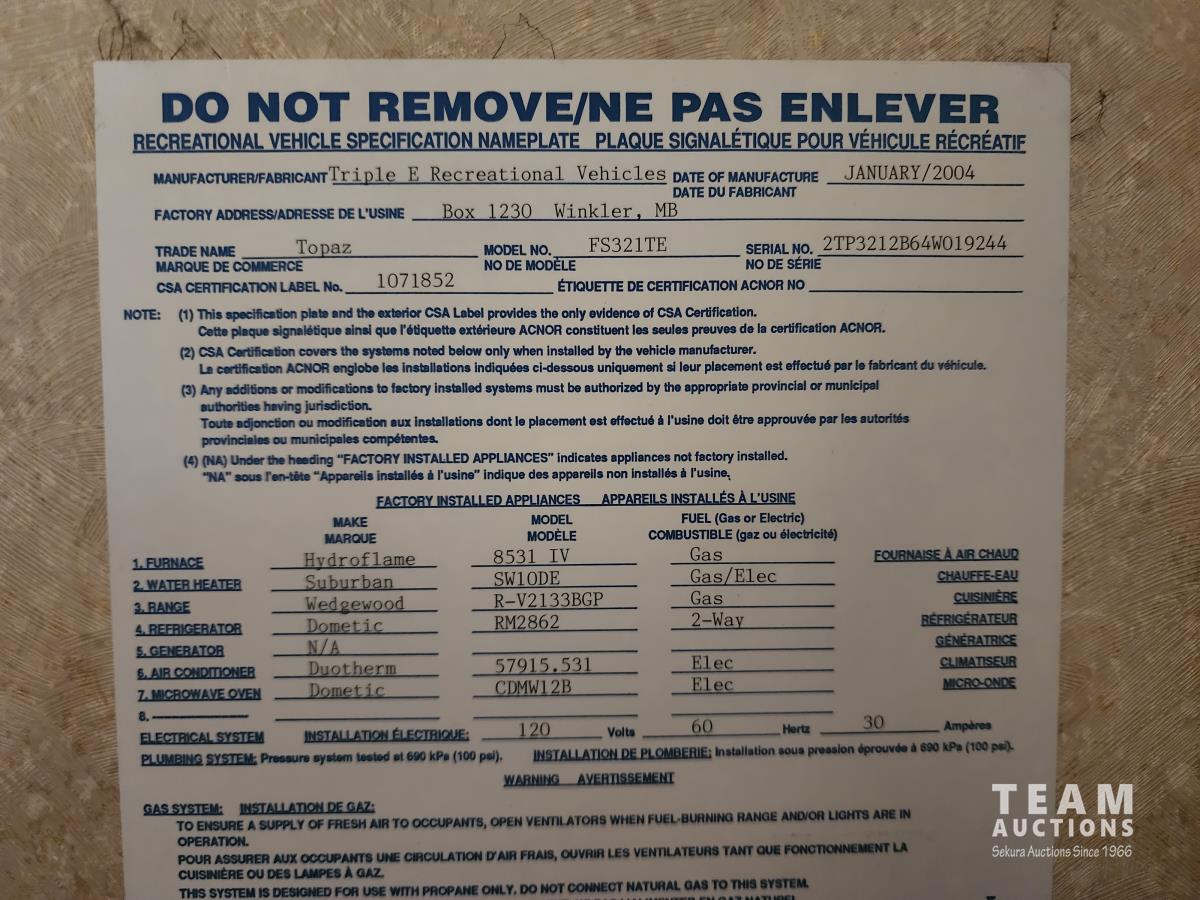 DO NOT REMOVE/NE PAS ENLEVER
RECREATIONAL VEHICLE SPECIFICATION NAMEPLATE PLAQUE SIGNALÉTIQUE POUR VÉHICULE RÉCRÉATIF
MANUFACTURER/FABRICANT Triple E Recreational Vehicles DATE OF MANUFACTURE JANUARY/2004
DATE DU FABRICANT
FACTORY ADDRESS/ADRESSE DE L'USINE Box 1230 Winkler, MB
TRADE NAME Topaz MODEL NO. FS321TE SERIAL NO. 2TP3212B64W019244
MARQUE DE COMMERCE NO DE MODÈLE NO DE SÉRIE
CSA CERTIFICATION LABEL No. 1071852 ÉTIQUETTE DE CERTIFICATION ACNOR NO
NOTE: (1) This specification plate and the exterior CSA Label provides the only evidence of CSA Certification.
Cette plaque signalétique ainsi que l'étiquette extérieure ACNOR constituent les seules preuves de la certification ACNOR.
(2) CSA Certification covers the systems noted below only when installed by the vehicle manufacturer.
La certification ACNOR englobe les installations indiquées ci-dessous uniquement si leur placement est effectué par le fabricant du véhicule.
(3) Any additions or modifications to factory installed systems must be authorized by the appropriate provincial or municipal
authorities having jurisdiction.
Toute adjonction ou modification aux installations dont le placement est effectué à l'usine doit être approuvée par les autorités
provinciales ou municipales compétentes.
(4) (NA) Under the heading "FACTORY INSTALLED APPLIANCES" indicates appliances not factory installed.
"NA" sous l'en-tête "Appareils installés à l'usine" indique des appareils non installés à l'usine.
FACTORY INSTALLED APPLIANCES APPAREILS INSTALLÉS À L'USINE
MAKE MODEL FUEL (Gas or Electric)
MARQUE MODÈLE COMBUSTIBLE (gaz ou électricité)
1. FURNACE Hydroflame 8531 IV Gas FOURNAISE À AIR CHAUD
2. WATER HEATER Suburban SW10DE Gas/Elec CHAUFFE-EAU
3. RANGE Wedgewood R-V2133BGP Gas CUISINIÈRE
4. REFRIGERATOR Dometic RM2862 2-Way RÉFRIGÉRATEUR
5. GENERATOR N/A GÉNÉRATRICE
6. AIR CONDITIONER Duotherm 57915.531 Elec CLIMATISEUR
7. MICROWAVE OVEN Dometic CDMW12B Elec MICRO-ONDE
8.
ELECTRICAL SYSTEM INSTALLATION ÉLECTRIQUE: 120 Volts 60 Hertz 30 Ampères
PLUMBING SYSTEM: Pressure system tested at 690 kPa (100 psi). INSTALLATION DE PLOMBERIE: Installation sous pression éprouvée à 690 kPa (100 psi).
WARNING AVERTISSEMENT
GAS SYSTEM: INSTALLATION DE GAZ:
TO ENSURE A SUPPLY OF FRESH AIR TO OCCUPANTS, OPEN VENTILATORS WHEN FUEL-BURNING RANGE AND/OR LIGHTS ARE IN
OPERATION.
POUR ASSURER AUX OCCUPANTS UNE CIRCULATION D'AIR FRAIS, OUVRIR LES VENTILATEURS TANT QUE FONCTIONNEMENT LA
CUISINIÈRE OU DES LAMPES À GAZ.
THIS SYSTEM IS DESIGNED FOR USE WITH PROPANE ONLY. DO NOT CONNECT NATURAL GAS TO THIS SYSTEM.
TEAM
AUCTIONS
Sekura Auctions Since 1966